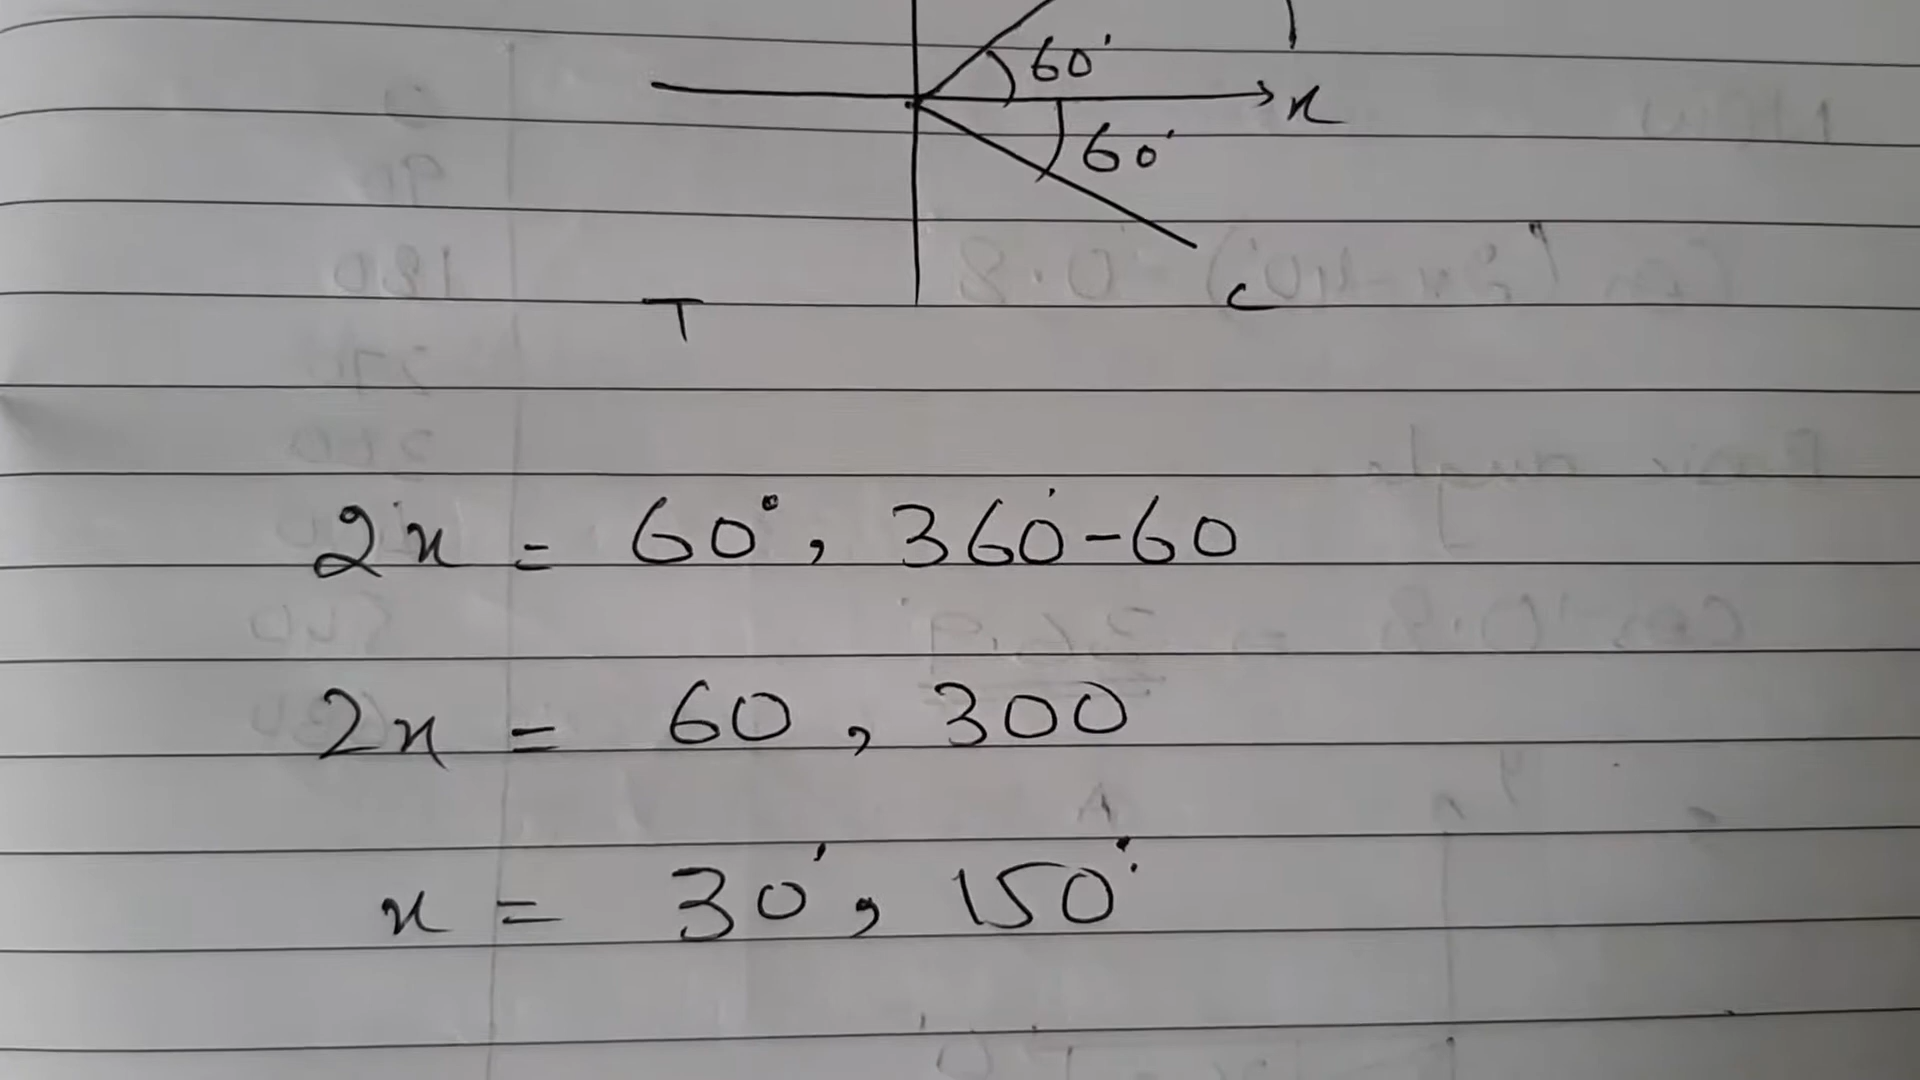 60°
x
60°
T C
2x = 60°, 360° - 60
2x = 60, 300
x = 30°, 150°